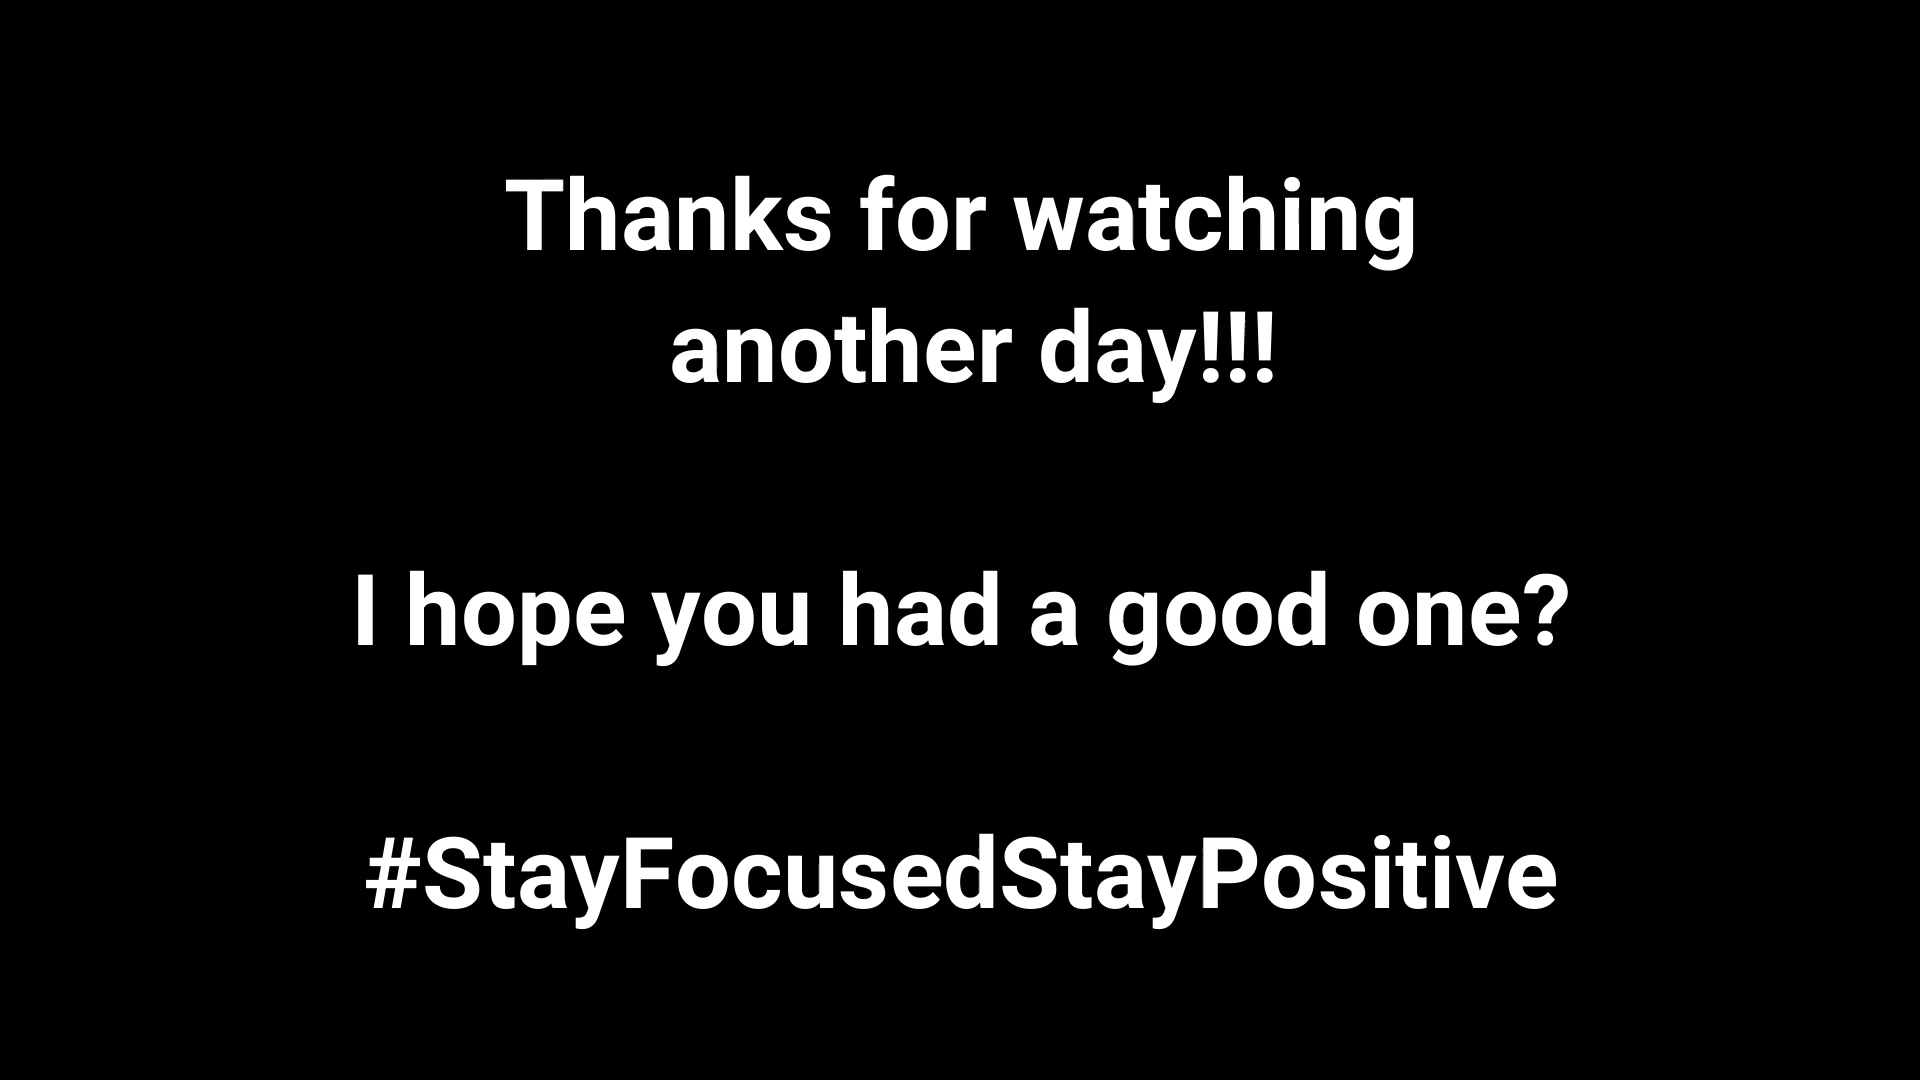 Thanks for watching
another day!!!
I hope you had a good one?
#StayFocusedStayPositive